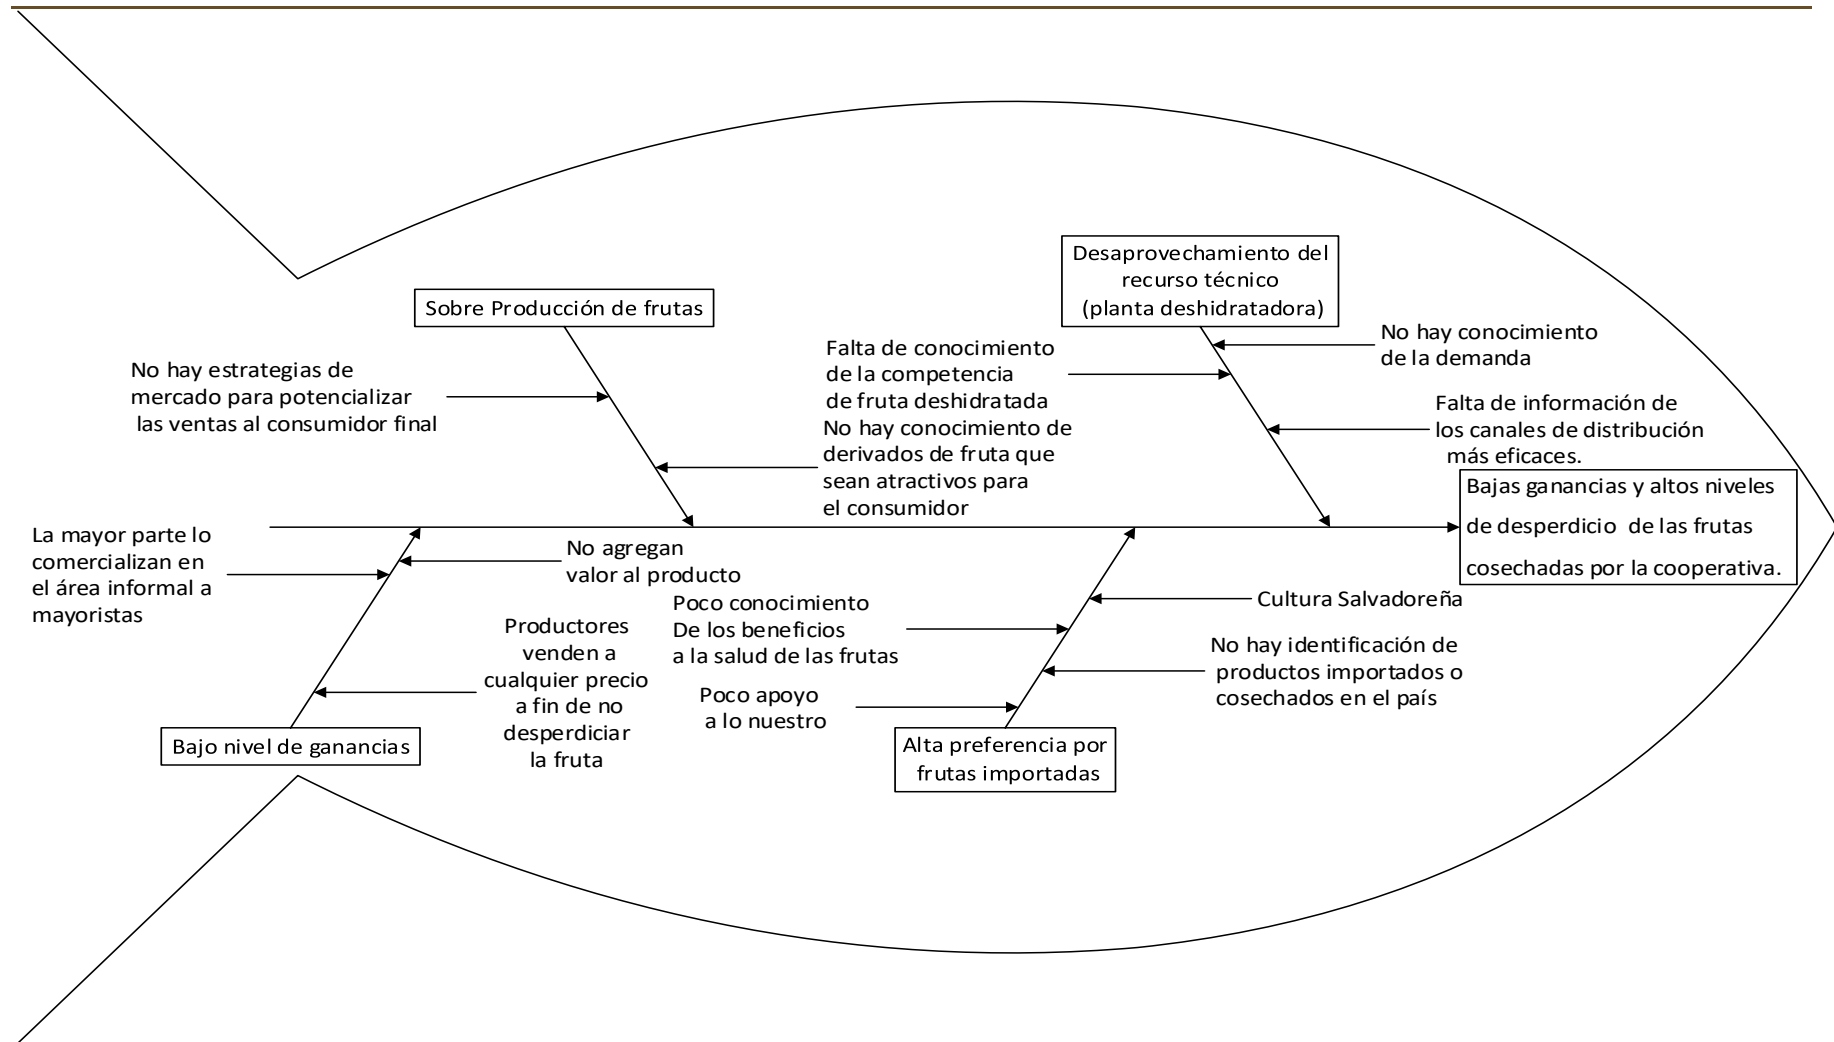 Desaprovechamiento del
recurso técnico
(planta deshidratadora)
Sobre Producción de frutas
No hay conocimiento
de la demanda
Falta de conocimiento
de la competencia
de fruta deshidratada
No hay estrategias de
mercado para potencializar
las ventas al consumidor final
Falta de información de
los canales de distribución
más eficaces.
No hay conocimiento de
derivados de fruta que
sean atractivos para
el consumidor
Bajas ganancias y altos niveles
de desperdicio de las frutas
cosechadas por la cooperativa.
La mayor parte lo
comercializan en
el área informal a
mayoristas
No agregan
valor al producto
Poco conocimiento
De los beneficios
a la salud de las frutas
Cultura Salvadoreña
Productores
venden a
cualquier precio
a fin de no
desperdiciar
la fruta
No hay identificación de
productos importados o
cosechados en el país
Poco apoyo
a lo nuestro
Bajo nivel de ganancias
Alta preferencia por
frutas importadas